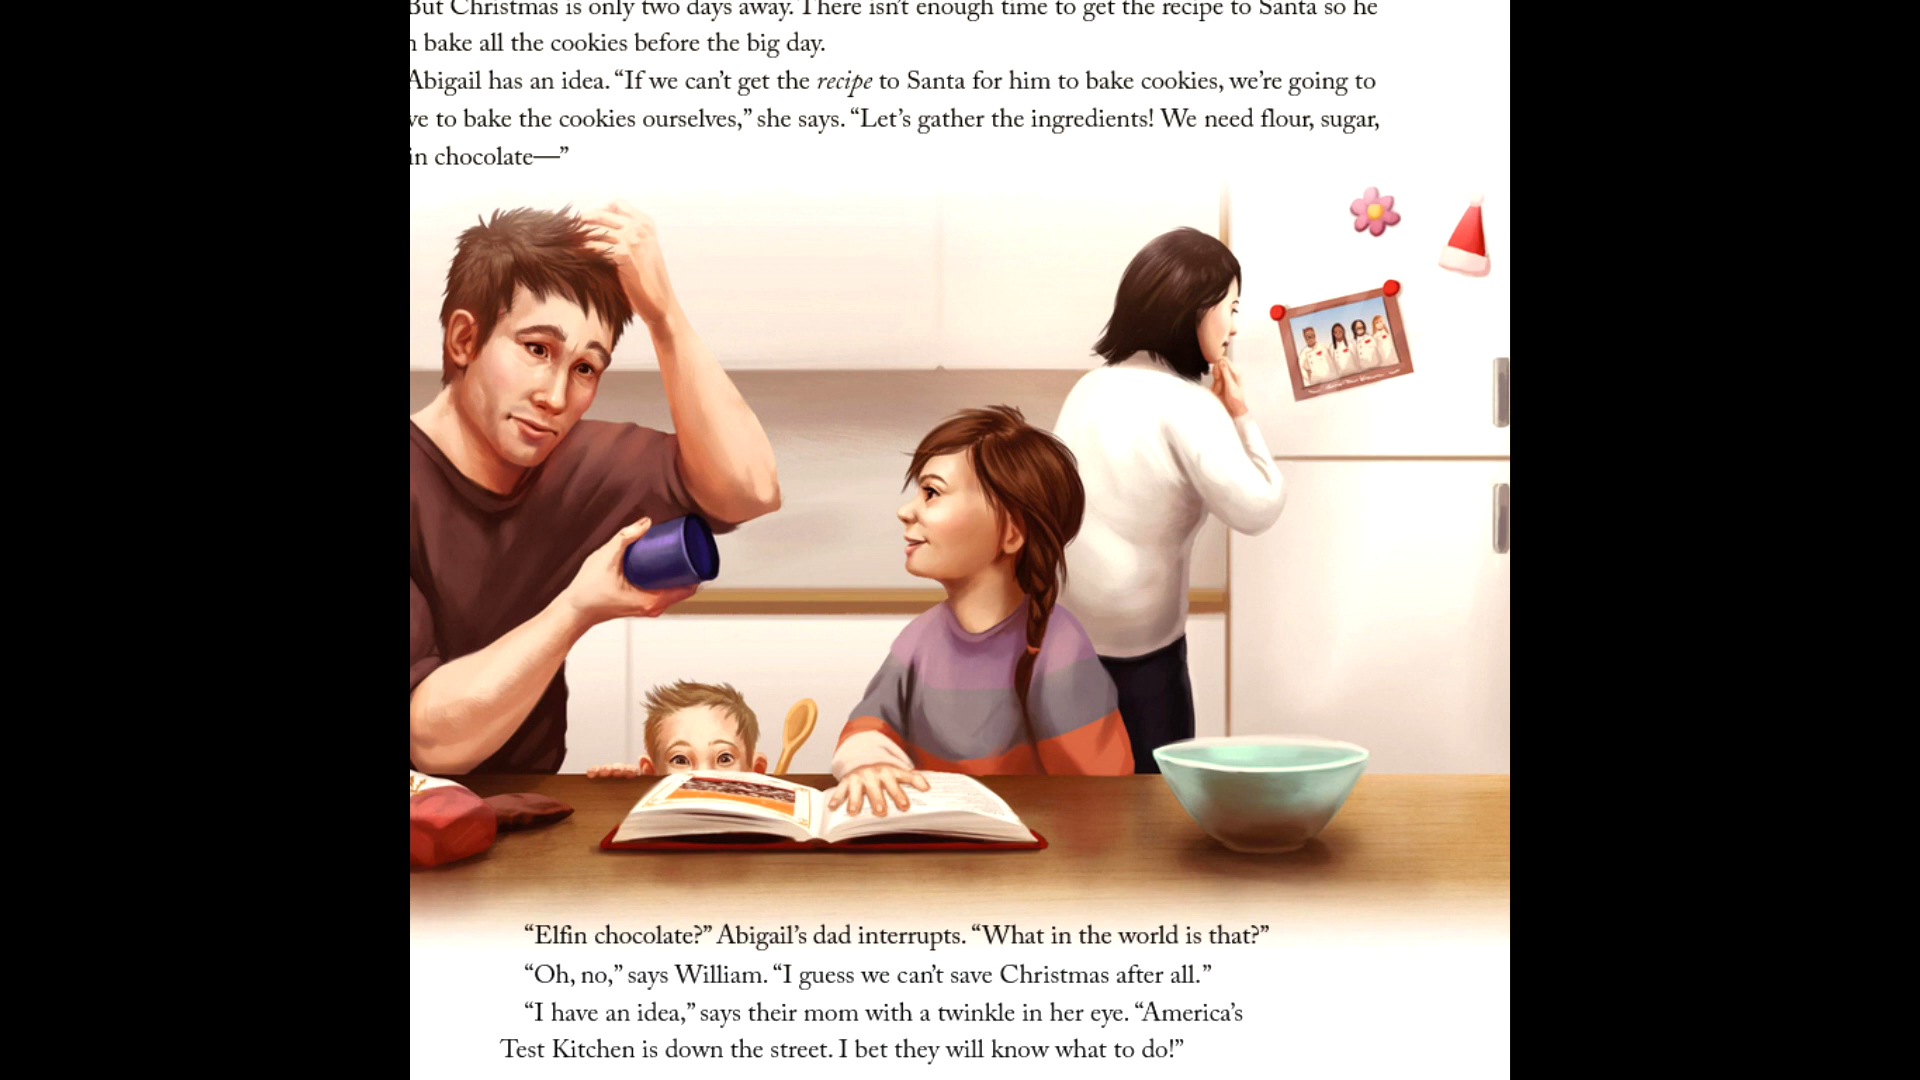 But Christmas is only two days away. There isn't enough time to get the recipe to Santa so he
n bake all the cookies before the big day.
Abigail has an idea. “If we can't get the recipe to Santa for him to bake cookies, we're going to
ve to bake the cookies ourselves,” she says. “Let's gather the ingredients! We need flour, sugar,
in chocolate—”
“Elfin chocolate?” Abigail's dad interrupts. “What in the world is that?”
“Oh, no,” says William. “I guess we can't save Christmas after all.”
“I have an idea,” says their mom with a twinkle in her eye. “America's
Test Kitchen is down the street. I bet they will know what to do!”